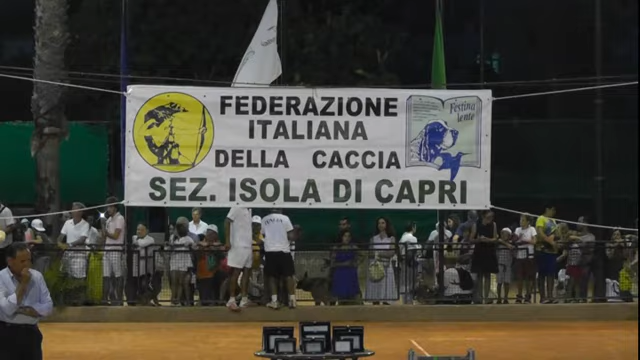 FEDERAZIONE
ITALIANA
DELLA CACCIA
SEZ. ISOLA DI CAPRI
Festina
lente